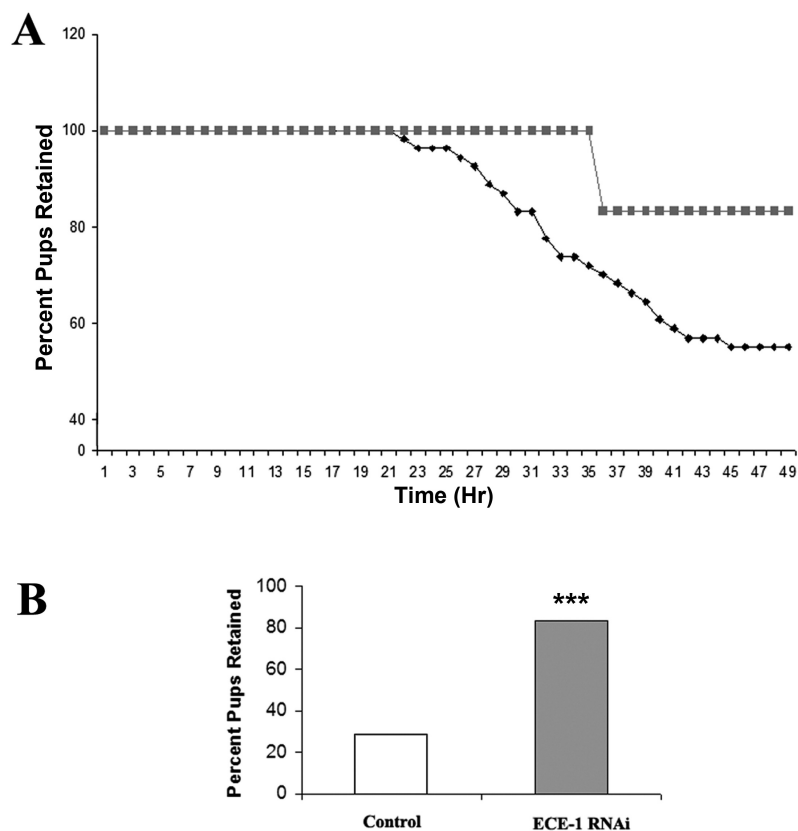 A
120
100
80
60
40
0
Percent Pups Retained
1 3 5 7 9 11 13 15 17 19 21 23 25 27 29 31 33 35 37 39 41 43 45 47 49
Time (Hr)
B
100
80
60
40
20
0
Percent Pups Retained
***
Control ECE-1 RNAi